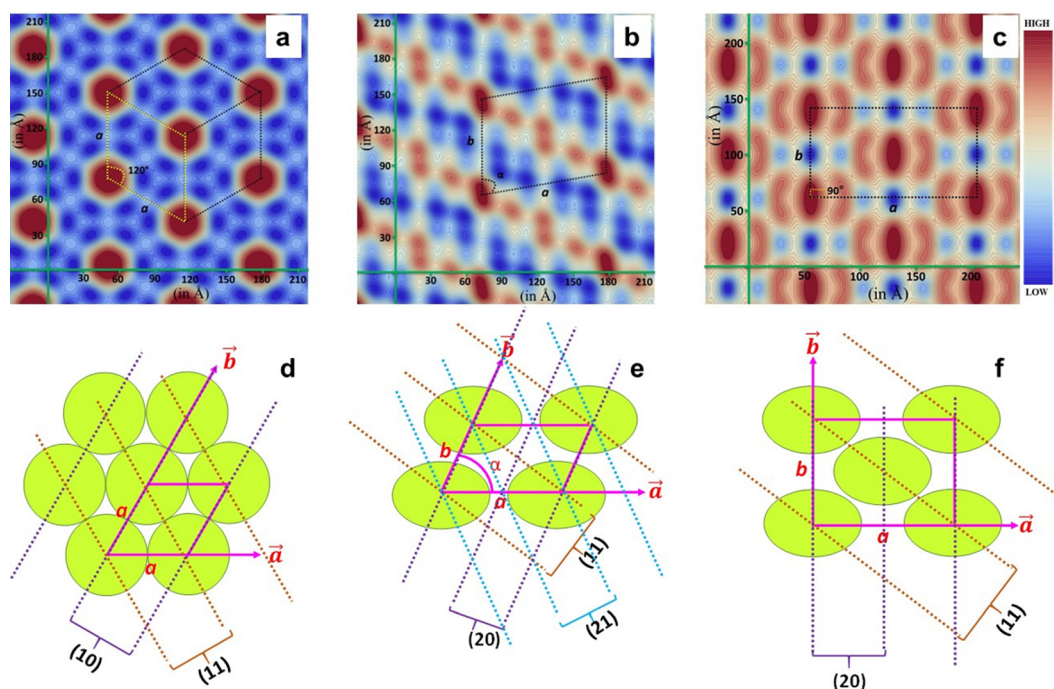 a
210
180
150
120
90
60
30
(in Å)
a
120°
a
30 60 90 120 150 180 210
(in Å)
b
210
180
150
120
90
60
30
(in Å)
b
α
a
30 60 90 120 150 180 210
(in Å)
c
200
150
100
50
(in Å)
b
90°
a
50 100 150 200
(in Å)
HIGH
LOW
d
b
a
a
a
(10)
(11)
e
b
b
α
a
a
(11)
(20)
(21)
f
b
b
a
a
(11)
(20)